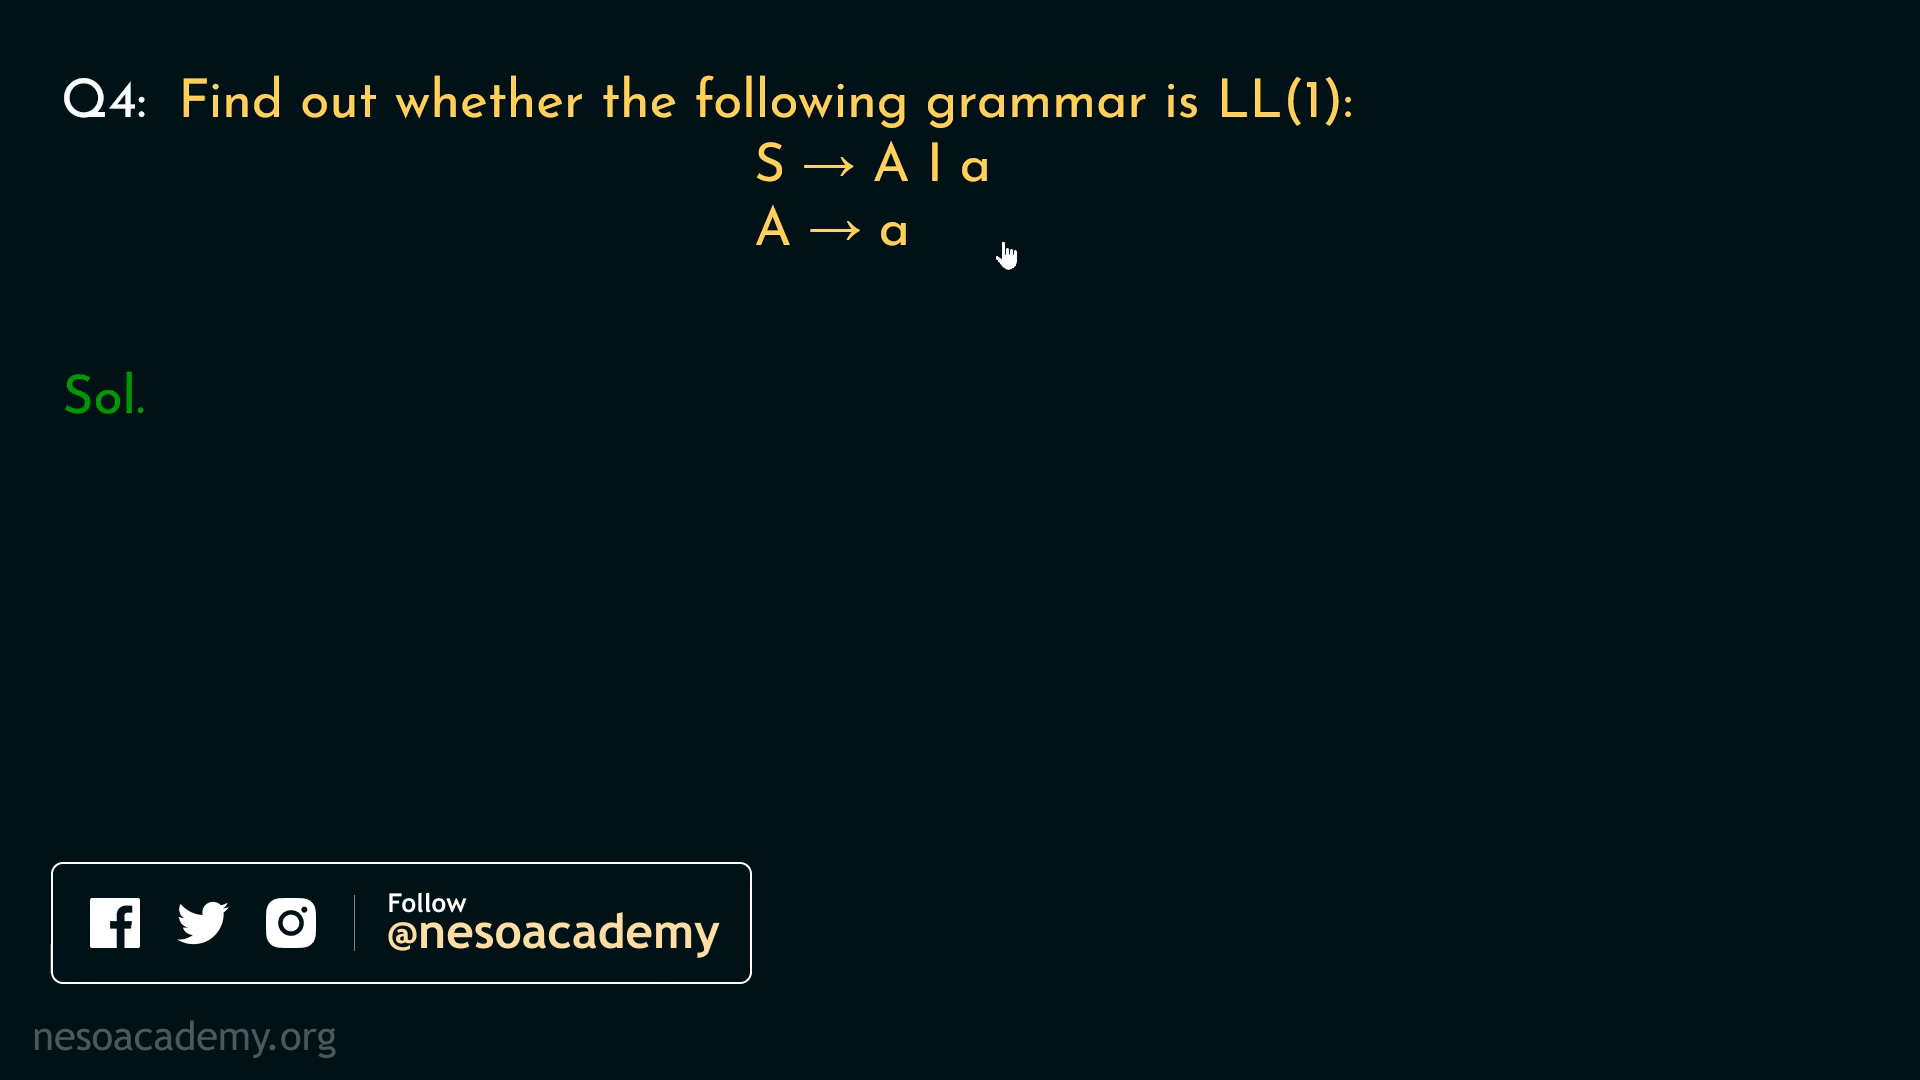 Q4: Find out whether the following grammar is LL(1):
S → A | a
A → a
Sol.
Follow
@nesoacademy
nesoacademy.org